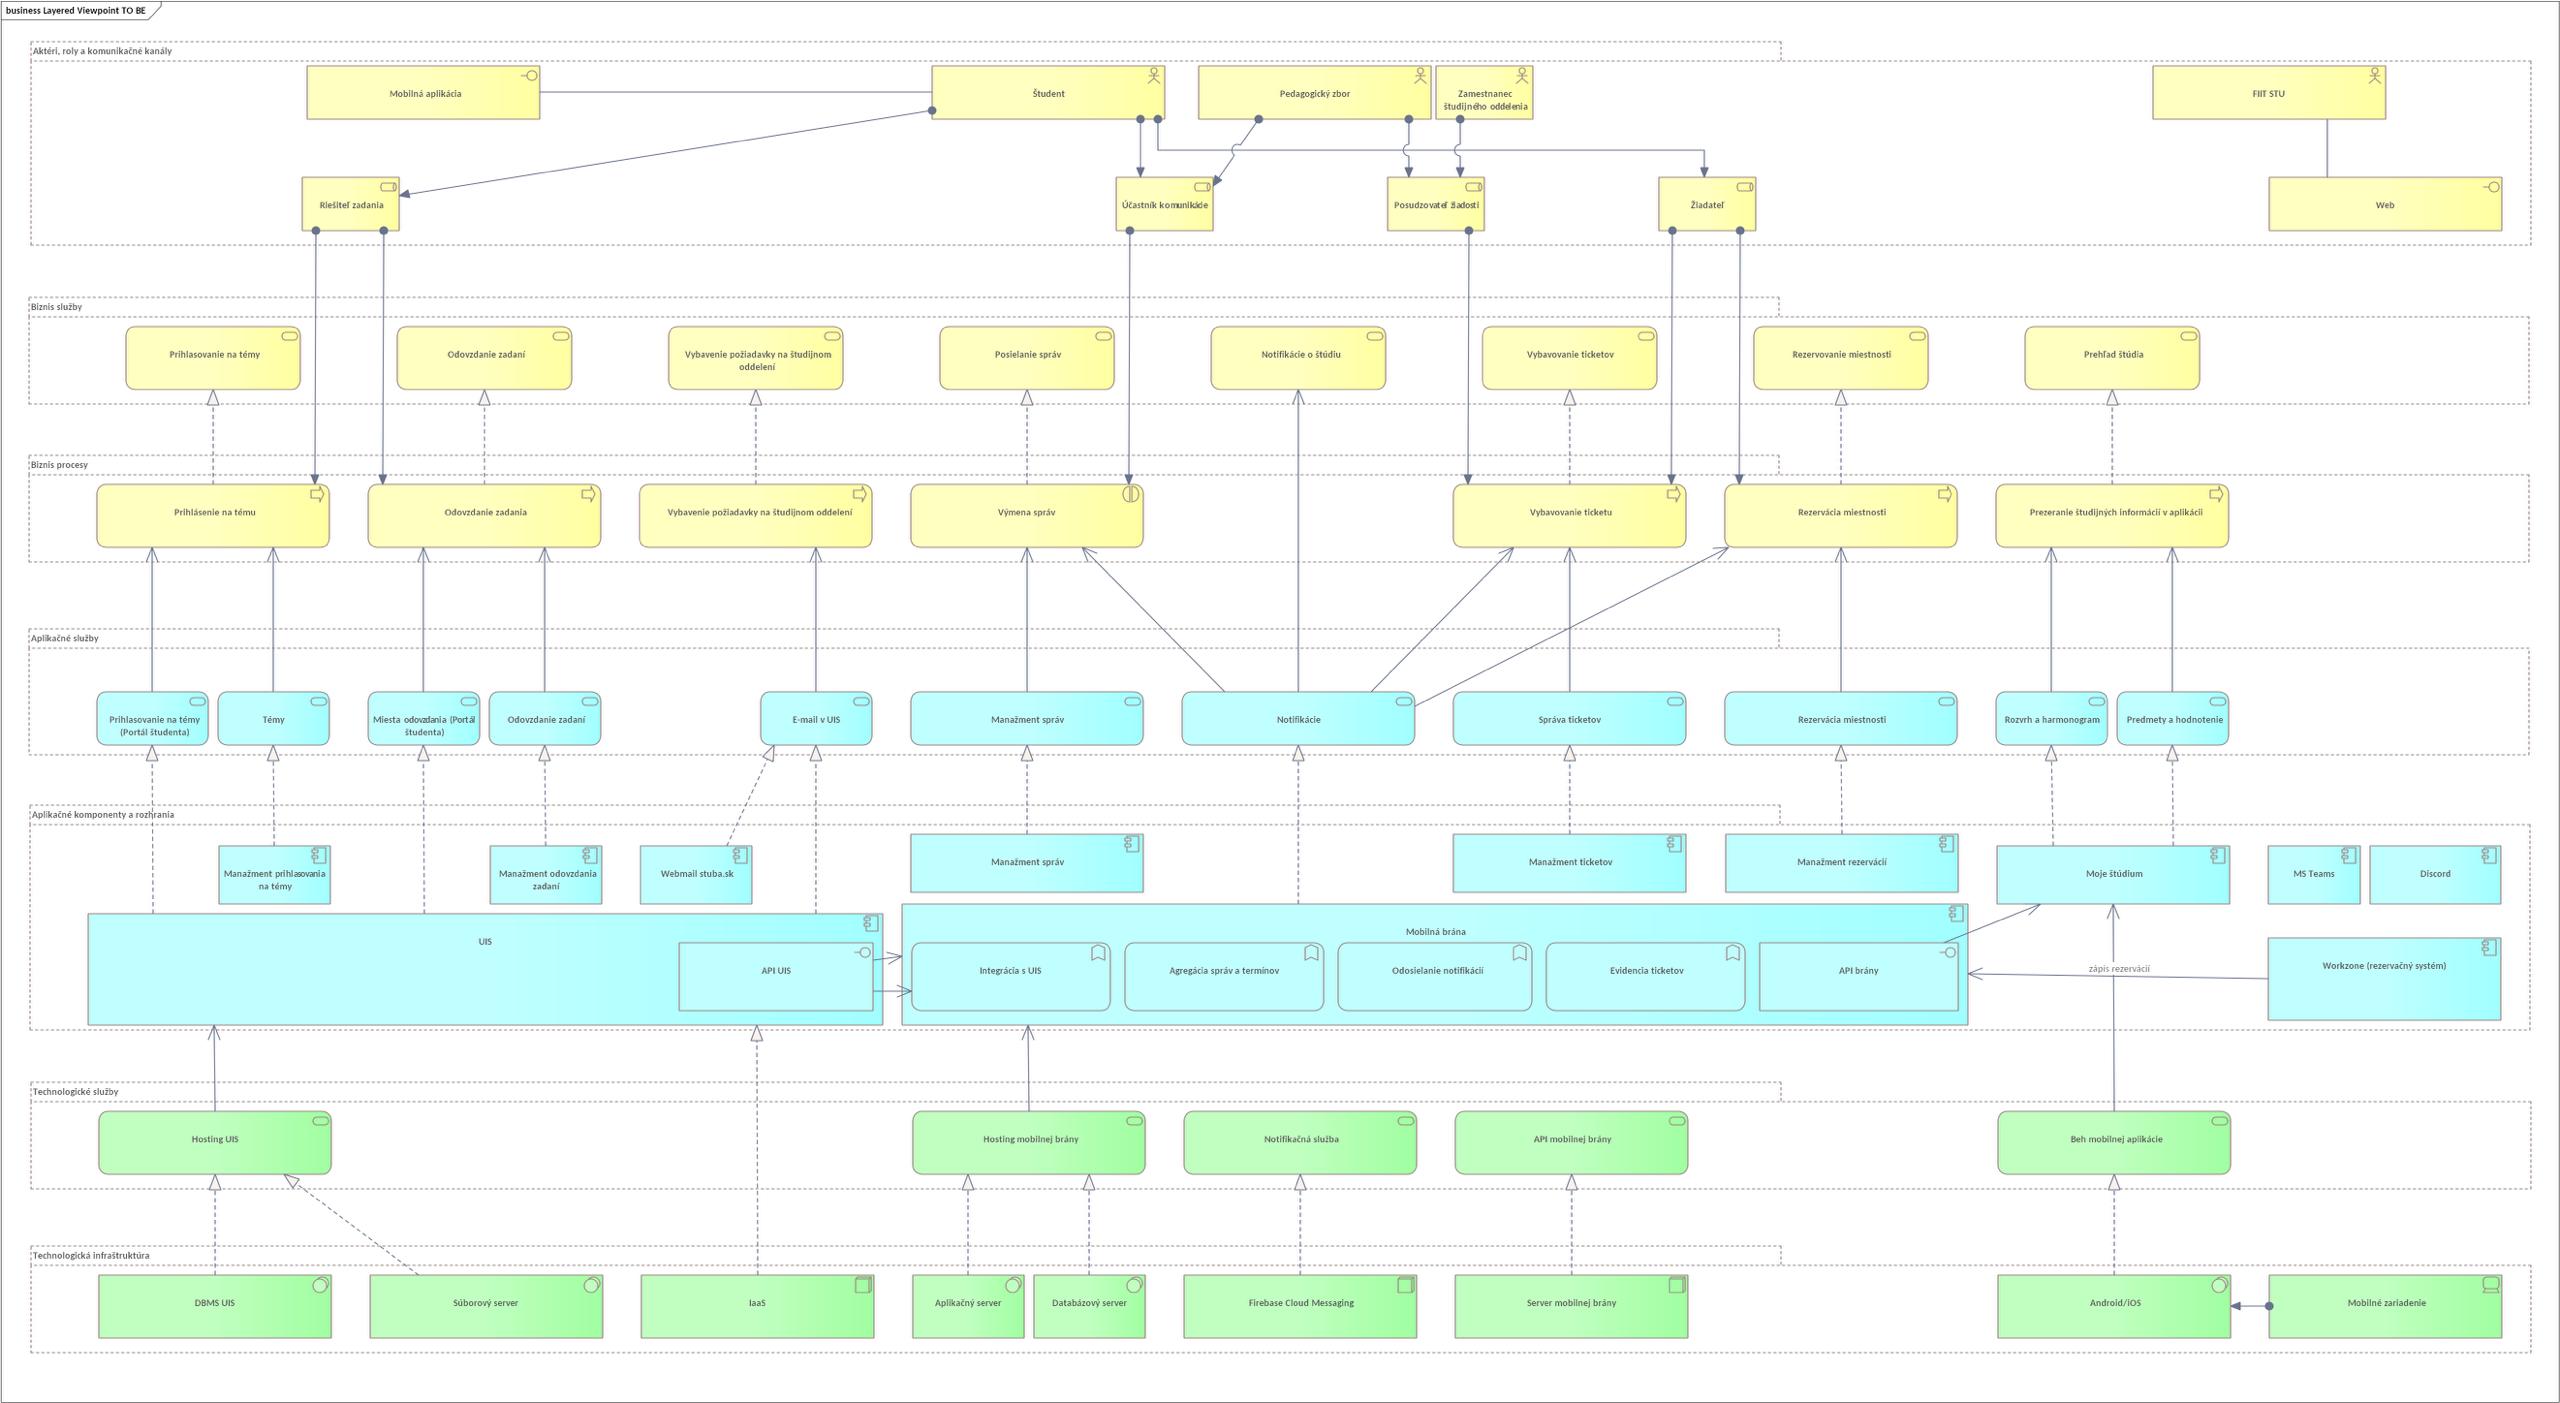 business Layered Viewpoint TO BE
Aktéri, roly a komunikačné kanály
Mobilná aplikácia
Študent
Pedagogický zbor
Zamestnanec
študijného oddelenia
FIIT STU
Riešiteľ zadania
Účastník komunikácie
Posudzovateľ žiadosti
Žiadateľ
Web
Biznis služby
Prihlasovanie na témy
Odovzdanie zadaní
Vybavenie požiadavky na študijnom
oddelení
Posielanie správ
Notifikácie o štúdiu
Vybavovanie ticketov
Rezervovanie miestnosti
Prehľad štúdia
Biznis procesy
Prihlásenie na tému
Odovzdanie zadania
Vybavenie požiadavky na študijnom oddelení
Výmena správ
Vybavovanie ticketu
Rezervácia miestnosti
Prezeranie študijných informácií v aplikácii
Aplikačné služby
Prihlasovanie na témy
(Portál študenta)
Témy
Miesta odovzdania (Portál
študenta)
Odovzdanie zadaní
E-mail v UIS
Manažment správ
Notifikácie
Správa ticketov
Rezervácia miestnosti
Rozvrh a harmonogram
Predmety a hodnotenie
Aplikačné komponenty a rozhrania
Manažment prihlasovania
na témy
Manažment odovzdania
zadaní
Webmail stuba.sk
Manažment správ
Manažment ticketov
Manažment rezervácií
Moje štúdium
MS Teams
Discord
UIS
API UIS
Mobilná brána
Integrácia s UIS
Agregácia správ a termínov
Odosielanie notifikácií
Evidencia ticketov
API brány
zápis rezervácií
Workzone (rezervačný systém)
Technologické služby
Hosting UIS
Hosting mobilnej brány
Notifikačná služba
API mobilnej brány
Beh mobilnej aplikácie
Technologická infraštruktúra
DBMS UIS
Súborový server
IaaS
Aplikačný server
Databázový server
Firebase Cloud Messaging
Server mobilnej brány
Android/iOS
Mobilné zariadenie